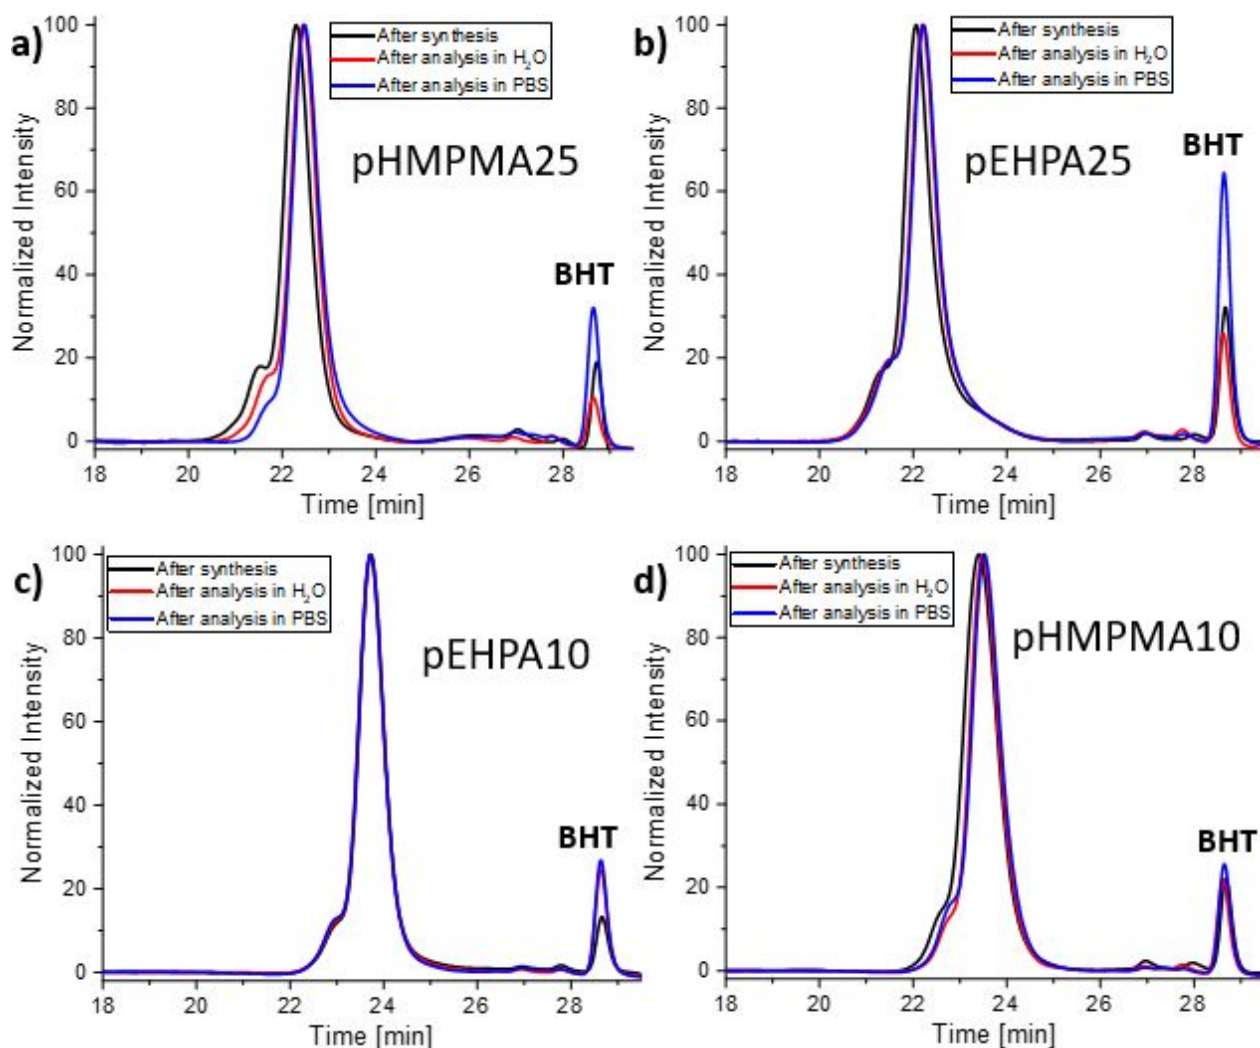 a)
After synthesis
After analysis in H₂O
After analysis in PBS
pHMPMA25
BHT
Normalized Intensity
100
80
60
40
20
0
18 20 22 24 26 28
Time [min]
b)
After synthesis
After analysis in H₂O
After analysis in PBS
pEHPA25
BHT
Normalized Intensity
100
80
60
40
20
0
18 20 22 24 26 28
Time [min]
c)
After synthesis
After analysis in H₂O
After analysis in PBS
pEHPA10
BHT
Normalized Intensity
100
80
60
40
20
0
18 20 22 24 26 28
Time [min]
d)
After synthesis
After analysis in H₂O
After analysis in PBS
pHMPMA10
BHT
Normalized Intensity
100
80
60
40
20
0
18 20 22 24 26 28
Time [min]